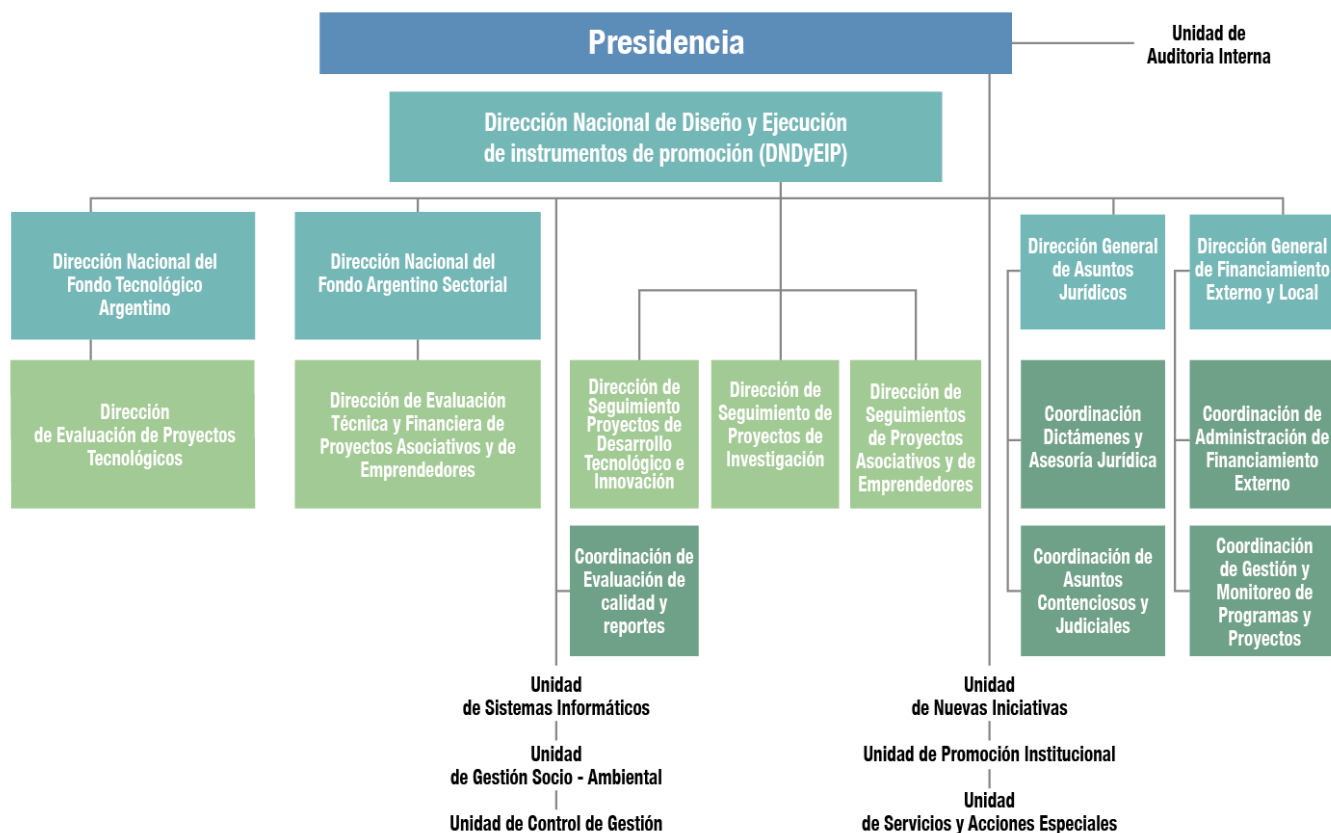 Presidencia
Unidad de
Auditoria Interna
Dirección Nacional de Diseño y Ejecución
de instrumentos de promoción (DNDyEIP)
Dirección Nacional del
Fondo Tecnológico
Argentino
Dirección Nacional del
Fondo Argentino Sectorial
Dirección General
de Asuntos
Jurídicos
Dirección General
de Financiamiento
Externo y Local
Dirección
de Evaluación de Proyectos
Tecnológicos
Dirección de Evaluación
Técnica y Financiera de
Proyectos Asociativos y de
Emprendedores
Dirección de
Seguimiento
Proyectos de
Desarrollo
Tecnológico e
Innovación
Dirección de
Seguimiento de
Proyectos de
Investigación
Dirección de
Seguimientos
de Proyectos
Asociativos y de
Emprendedores
Coordinación
Dictámenes y
Asesoría Jurídica
Coordinación de
Administración de
Financiamiento
Externo
Coordinación de
Evaluación de
calidad y
reportes
Coordinación de
Asuntos
Contenciosos y
Judiciales
Coordinación
de Gestión y
Monitoreo de
Programas y
Proyectos
Unidad
de Sistemas Informáticos
Unidad
de Gestión Socio - Ambiental
Unidad de Control de Gestión
Unidad
de Nuevas Iniciativas
Unidad de Promoción Institucional
Unidad
de Servicios y Acciones Especiales